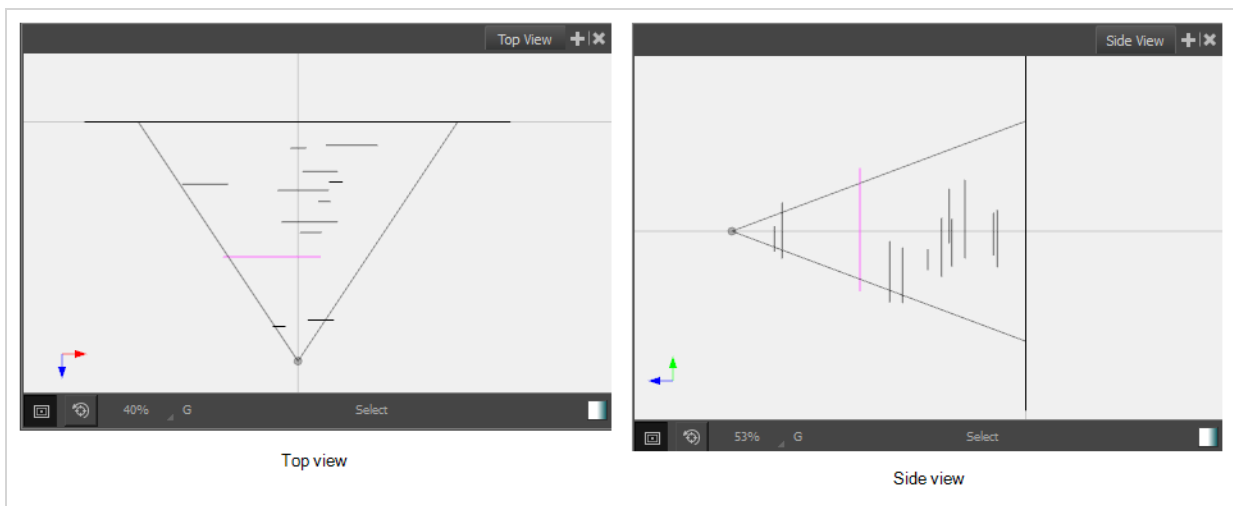 Top View
40%
G
Select
Top view
Side View
53%
G
Select
Side view